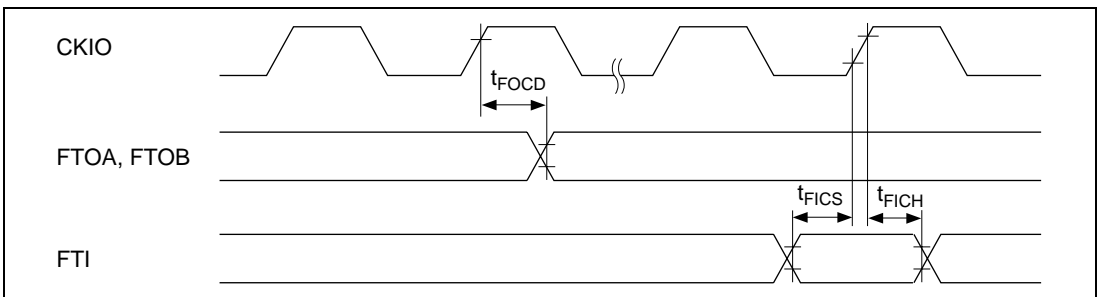 CKIO
tFOCD
FTOA, FTOB
tFICS tFICH
FTI